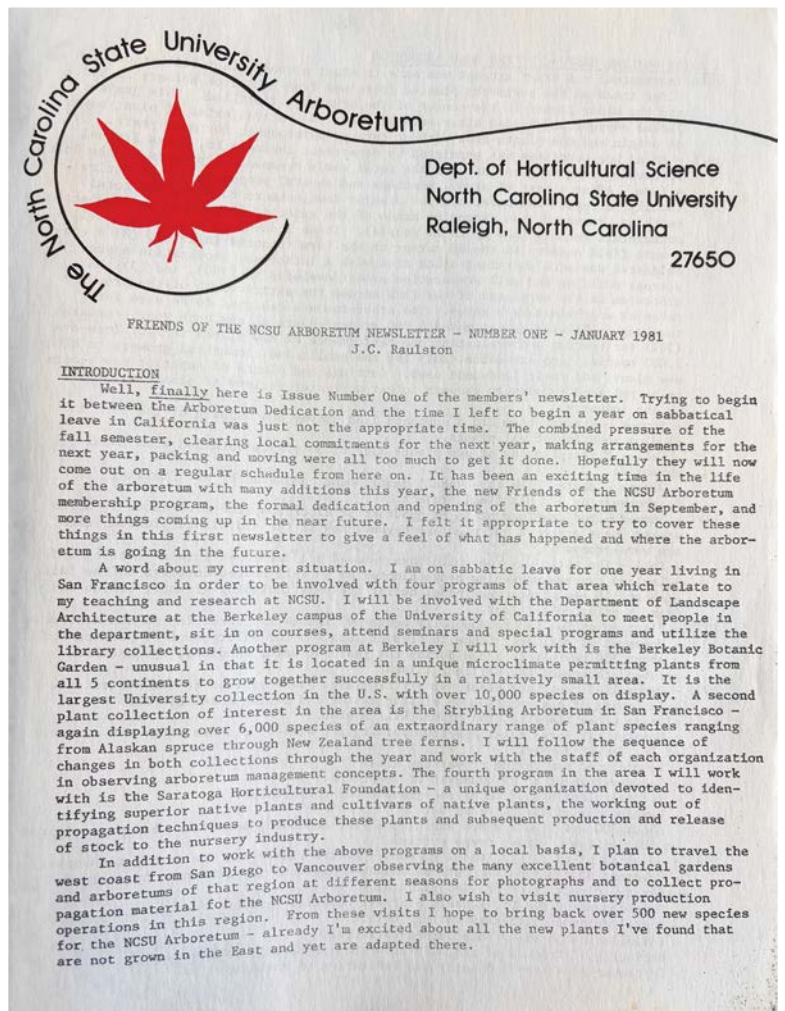 The North Carolina State University Arboretum
Dept. of Horticultural Science
North Carolina State University
Raleigh, North Carolina
27650
FRIENDS OF THE NCSU ARBORETUM NEWSLETTER - NUMBER ONE - JANUARY 1981
J.C. Raulston
INTRODUCTION
Well, finally here is Issue Number One of the members' newsletter. Trying to begin
it between the Arboretum Dedication and the time I left to begin a year on sabbatical
leave in California was just not the appropriate time. The combined pressure of the
fall semester, clearing local commitments for the next year, making arrangements for the
next year, packing and moving were all too much to get it done. Hopefully they will now
come out on a regular schedule from here on. It has been an exciting time in the life
of the arboretum with many additions this year, the new Friends of the NCSU Arboretum
membership program, the formal dedication and opening of the arboretum in September, and
more things coming up in the near future. I felt it appropriate to try to cover these
things in this first newsletter to give a feel of what has happened and where the arbor-
etum is going in the future.
A word about my current situation. I am on sabbatic leave for one year living in
San Francisco in order to be involved with four programs of that area which relate to
my teaching and research at NCSU. I will be involved with the Department of Landscape
Architecture at the Berkeley campus of the University of California to meet people in
the department, sit in on courses, attend seminars and special programs and utilize the
library collections. Another program at Berkeley I will work with is the Berkeley Botanic
Garden - unusual in that it is located in a unique microclimate permitting plants from
all 5 continents to grow together successfully in a relatively small area. It is the
largest University collection in the U.S. with over 10,000 species on display. A second
plant collection of interest in the area is the Strybling Arboretum in San Francisco -
again displaying over 6,000 species of an extraordinary range of plant species ranging
from Alaskan spruce through New Zealand tree ferns. I will follow the sequence of
changes in both collections through the year and work with the staff of each organization
in observing arboretum management concepts. The fourth program in the area I will work
with is the Saratoga Horticultural Foundation - a unique organization devoted to iden-
tifying superior native plants and cultivars of native plants, the working out of
propagation techniques to produce these plants and subsequent production and release
of stock to the nursery industry.
In addition to work with the above programs on a local basis, I plan to travel the
west coast from San Diego to Vancouver observing the many excellent botanical gardens
and arboretums of that region at different seasons for photographs and to collect pro-
pagation material fot the NCSU Arboretum. I also wish to visit nursery production
operations in this region. From these visits I hope to bring back over 500 new species
for the NCSU Arboretum - already I'm excited about all the new plants I've found that
are not grown in the East and yet are adapted there.